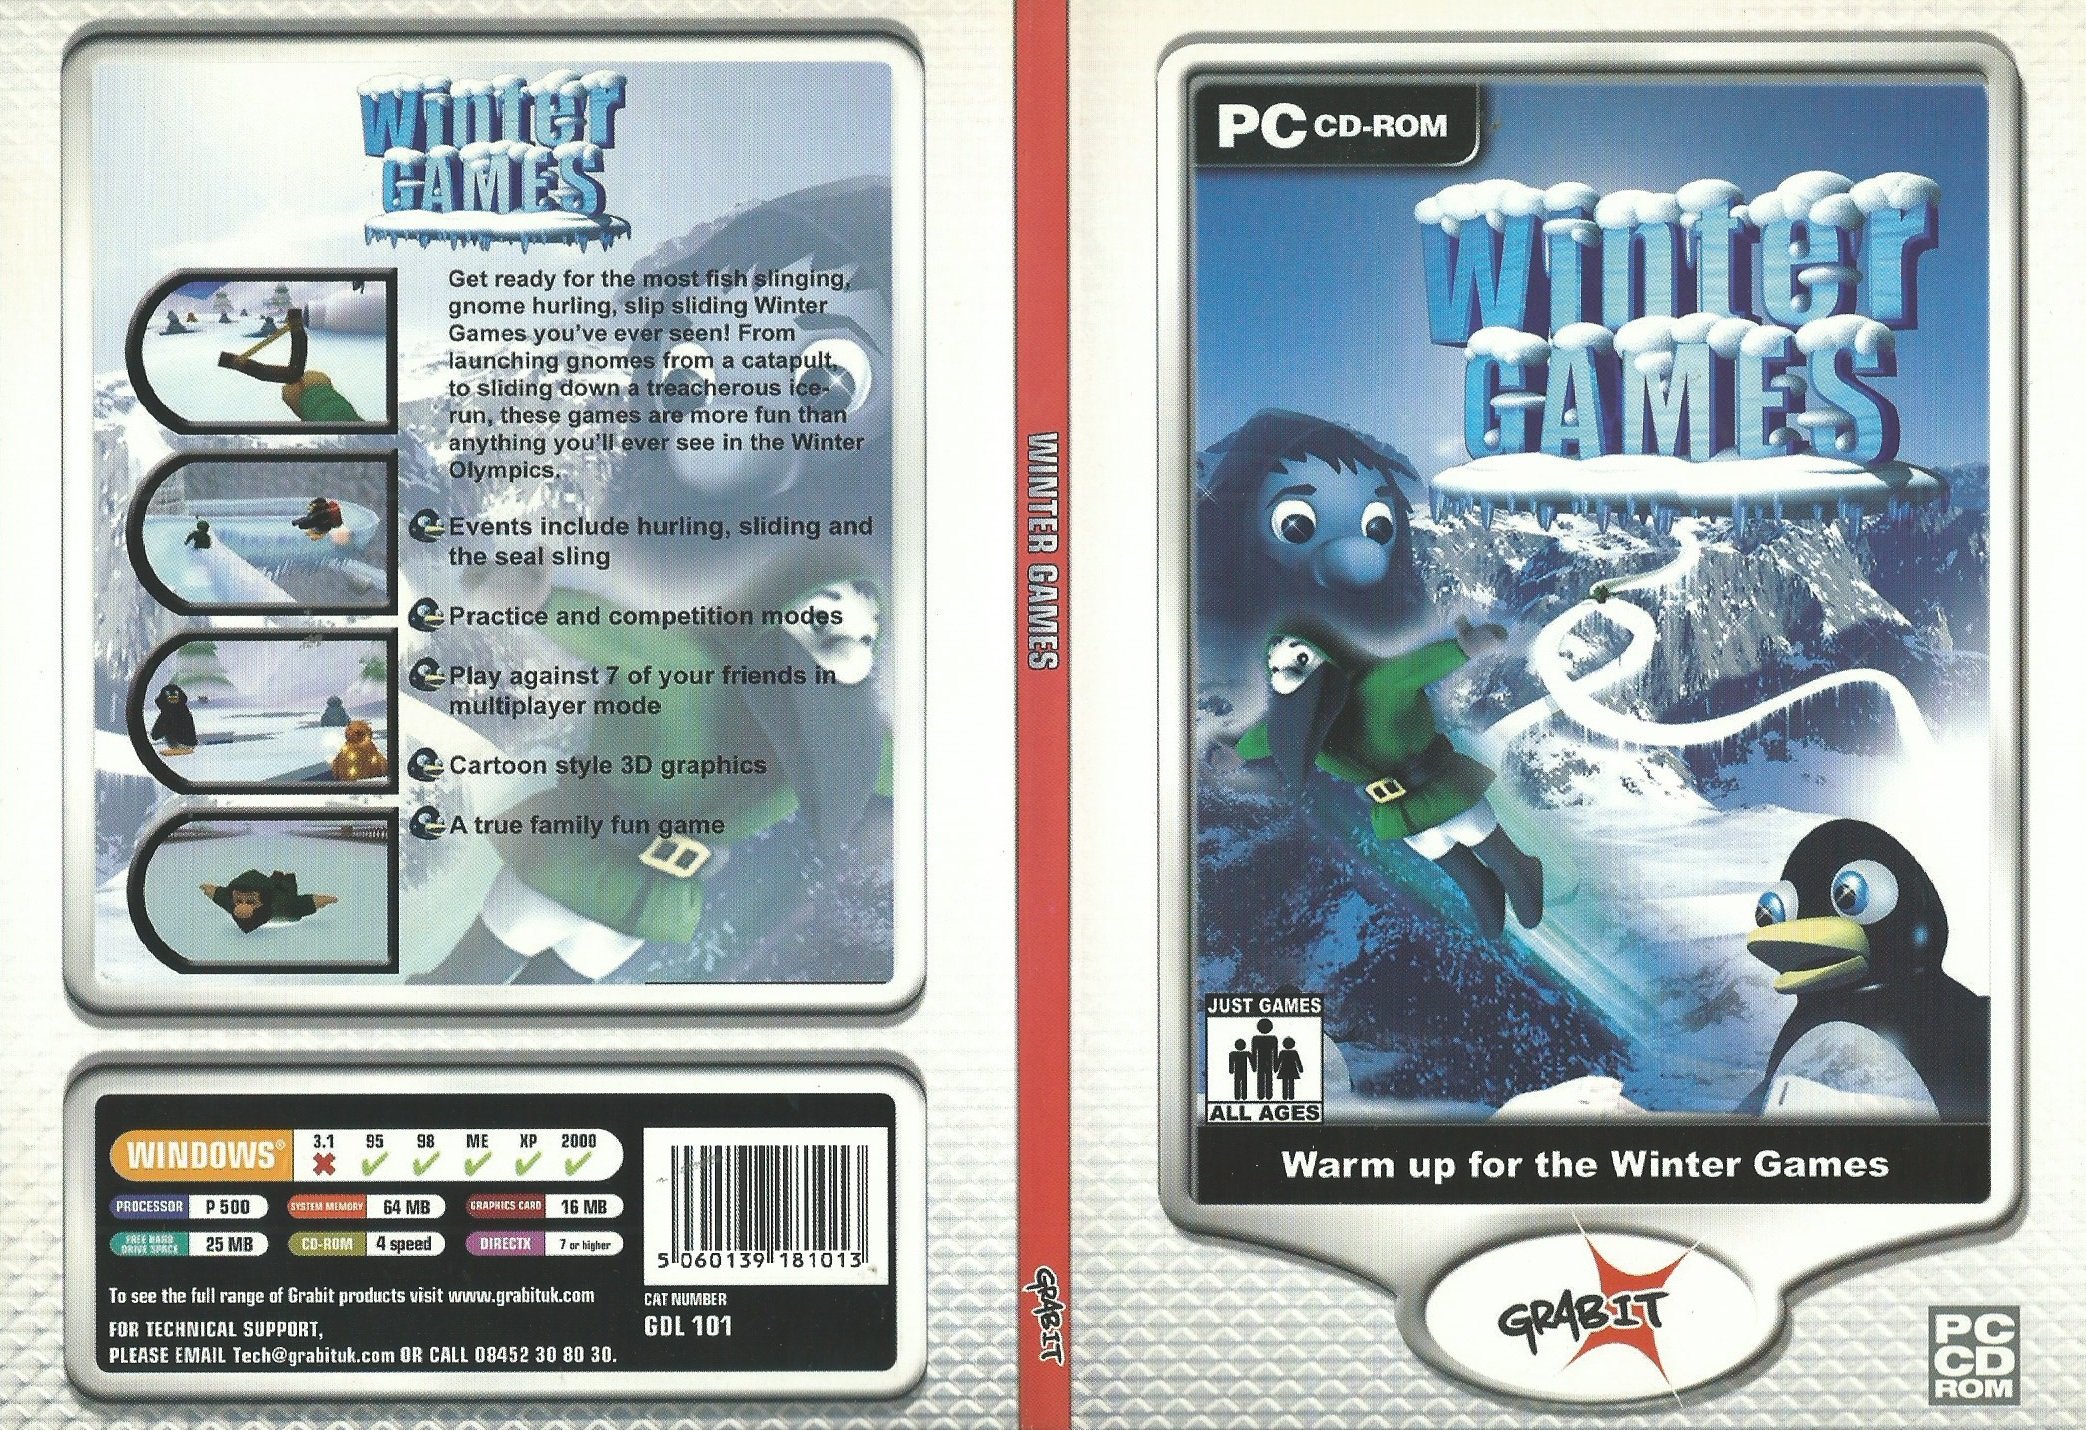 Winter
GAMES
Get ready for the most fish slinging,
gnome hurling, slip sliding Winter
Games you've ever seen! From
launching gnomes from a catapult,
to sliding down a treacherous ice-
run, these games are more fun than
anything you'll ever see in the Winter
Olympics.
Events include hurling, sliding and
the seal sling
Practice and competition modes
Play against 7 of your friends in
multiplayer mode
Cartoon style 3D graphics
A true family fun game
WINDOWS®
3.1 95 98 ME XP 2000
PROCESSOR P 500 SYSTEM MEMORY 64 MB GRAPHICS CARD 16 MB
FREE HARD
DRIVE SPACE 25 MB CD-ROM 4 speed DIRECTX 7 or higher
5 060139 181013
To see the full range of Grabit products visit www.grabituk.com
FOR TECHNICAL SUPPORT,
PLEASE EMAIL Tech@grabituk.com OR CALL 08452 30 80 30.
CAT NUMBER
GDL 101
WINTER GAMES
GRABIT
PC CD-ROM
Winter
GAMES
JUST GAMES
ALL AGES
Warm up for the Winter Games
GRABIT
PC
CD
ROM